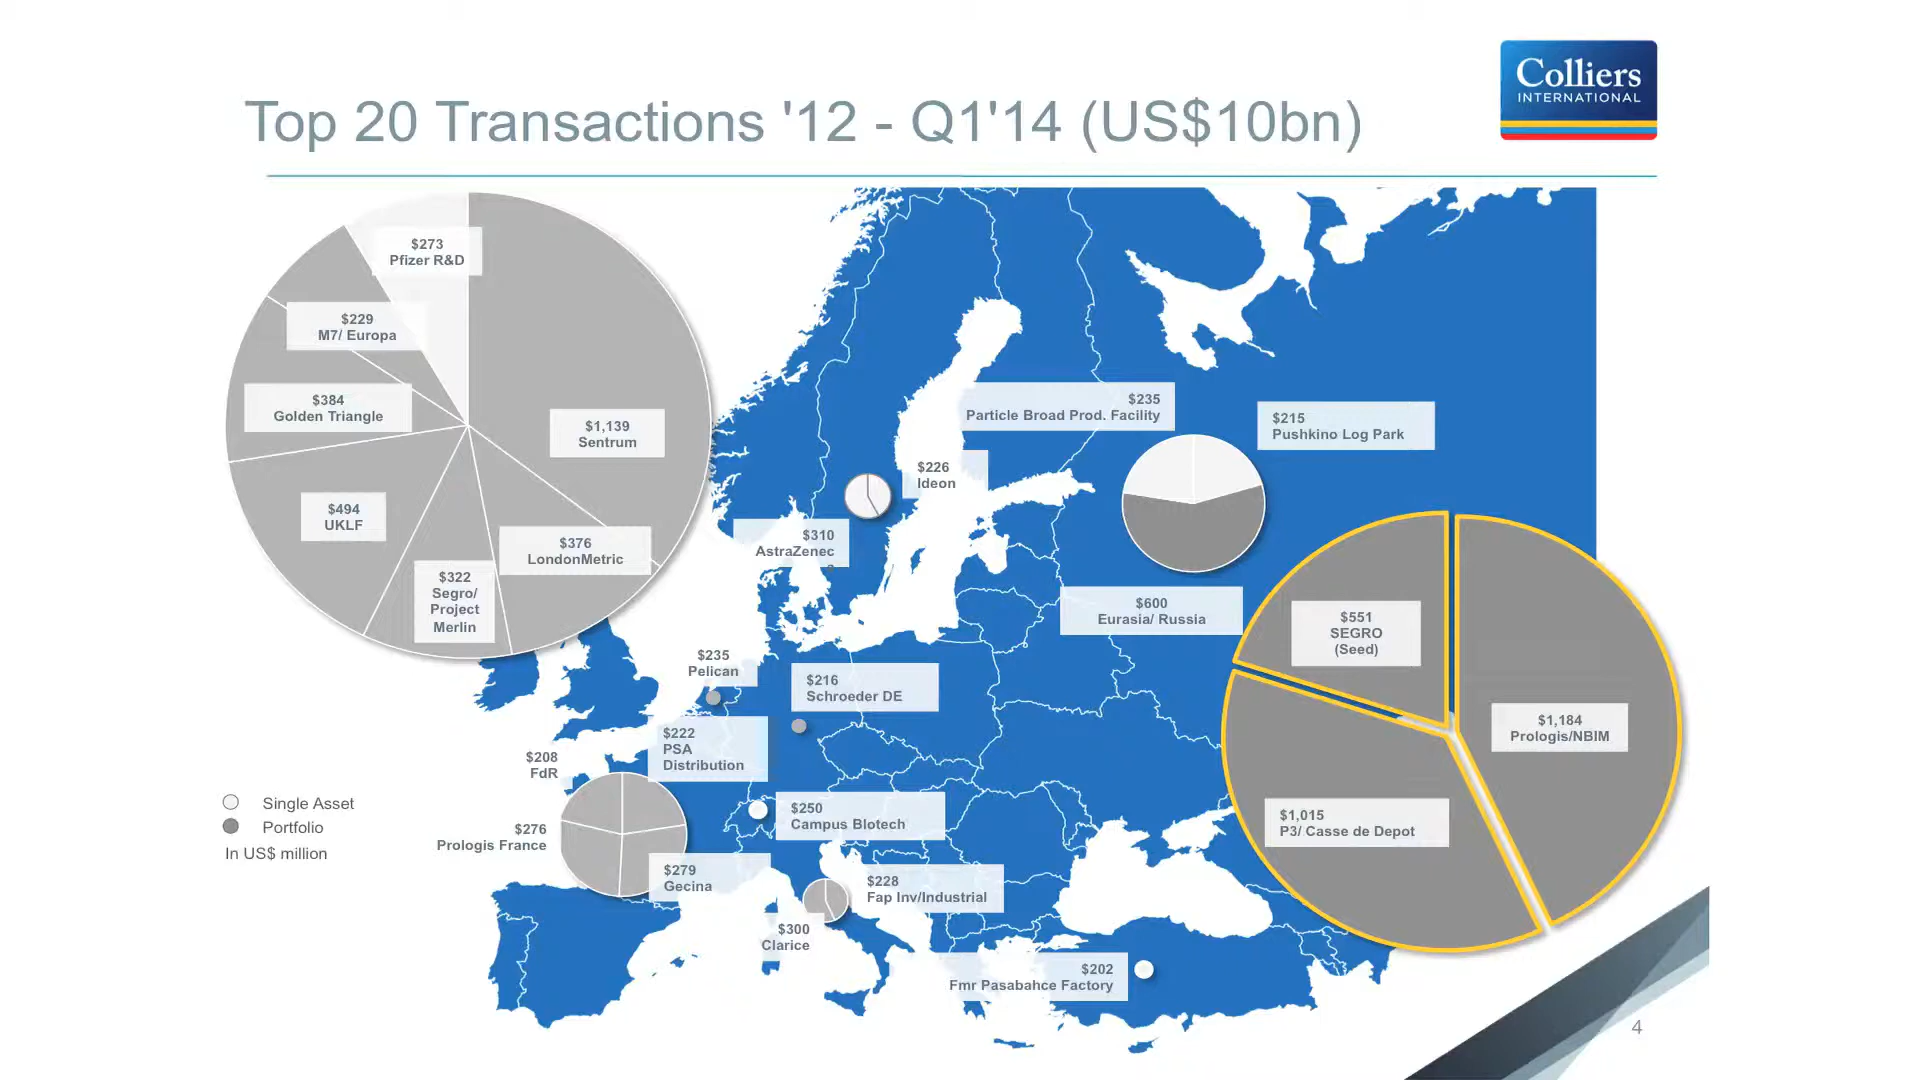 Colliers
INTERNATIONAL
Top 20 Transactions '12 - Q1'14 (US$10bn)
$273
Pfizer R&D
$229
M7/ Europa
$384
Golden Triangle
$1,139
Sentrum
$494
UKLF
$376
LondonMetric
$322
Segro/
Project
Merlin
$235
Particle Broad Prod. Facility
$215
Pushkino Log Park
$226
Ideon
$310
AstraZenec
a
$600
Eurasia/ Russia
$551
SEGRO
(Seed)
$1,184
Prologis/NBIM
$1,015
P3/ Casse de Depot
$235
Pelican
$216
Schroeder DE
$222
PSA
Distribution
$208
FdR
$250
Campus BIotech
$276
Prologis France
$279
Gecina
$228
Fap Inv/Industrial
$300
Clarice
$202
Fmr Pasabahce Factory
Single Asset
Portfolio
In US$ million
4